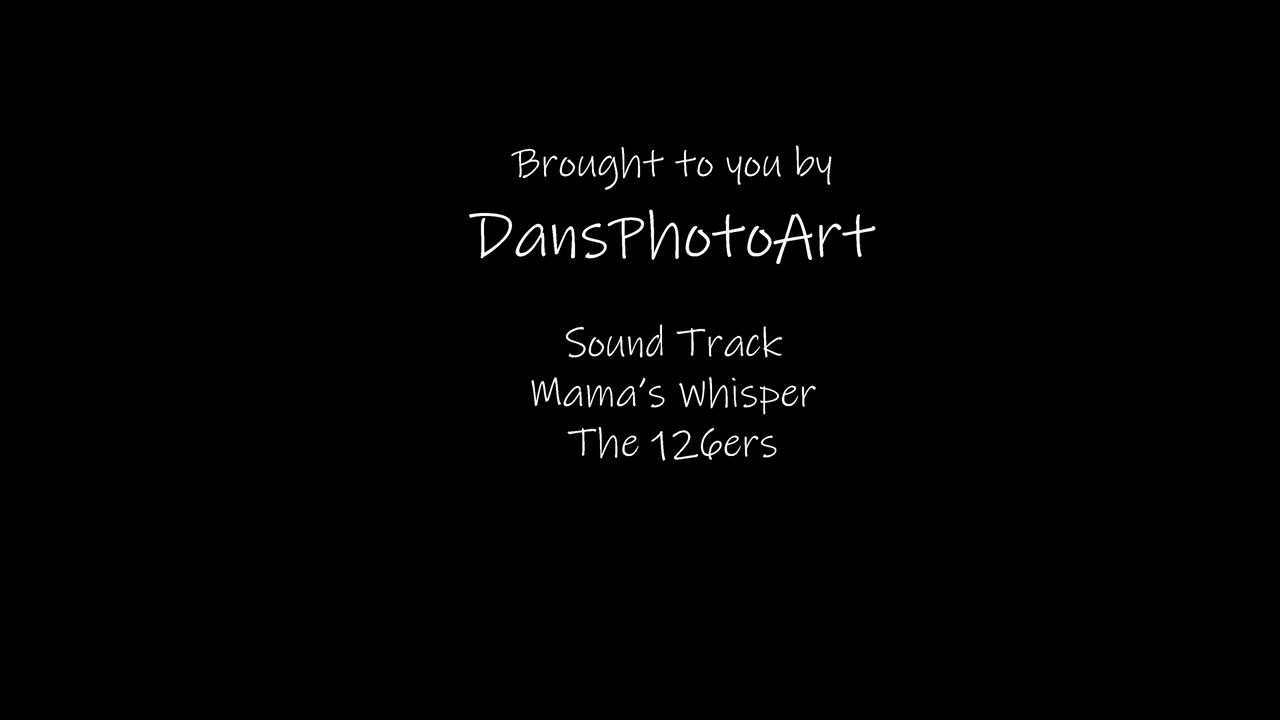 Brought to you by
DansPhotoArt
Sound Track
Mama's Whisper
The 126ers